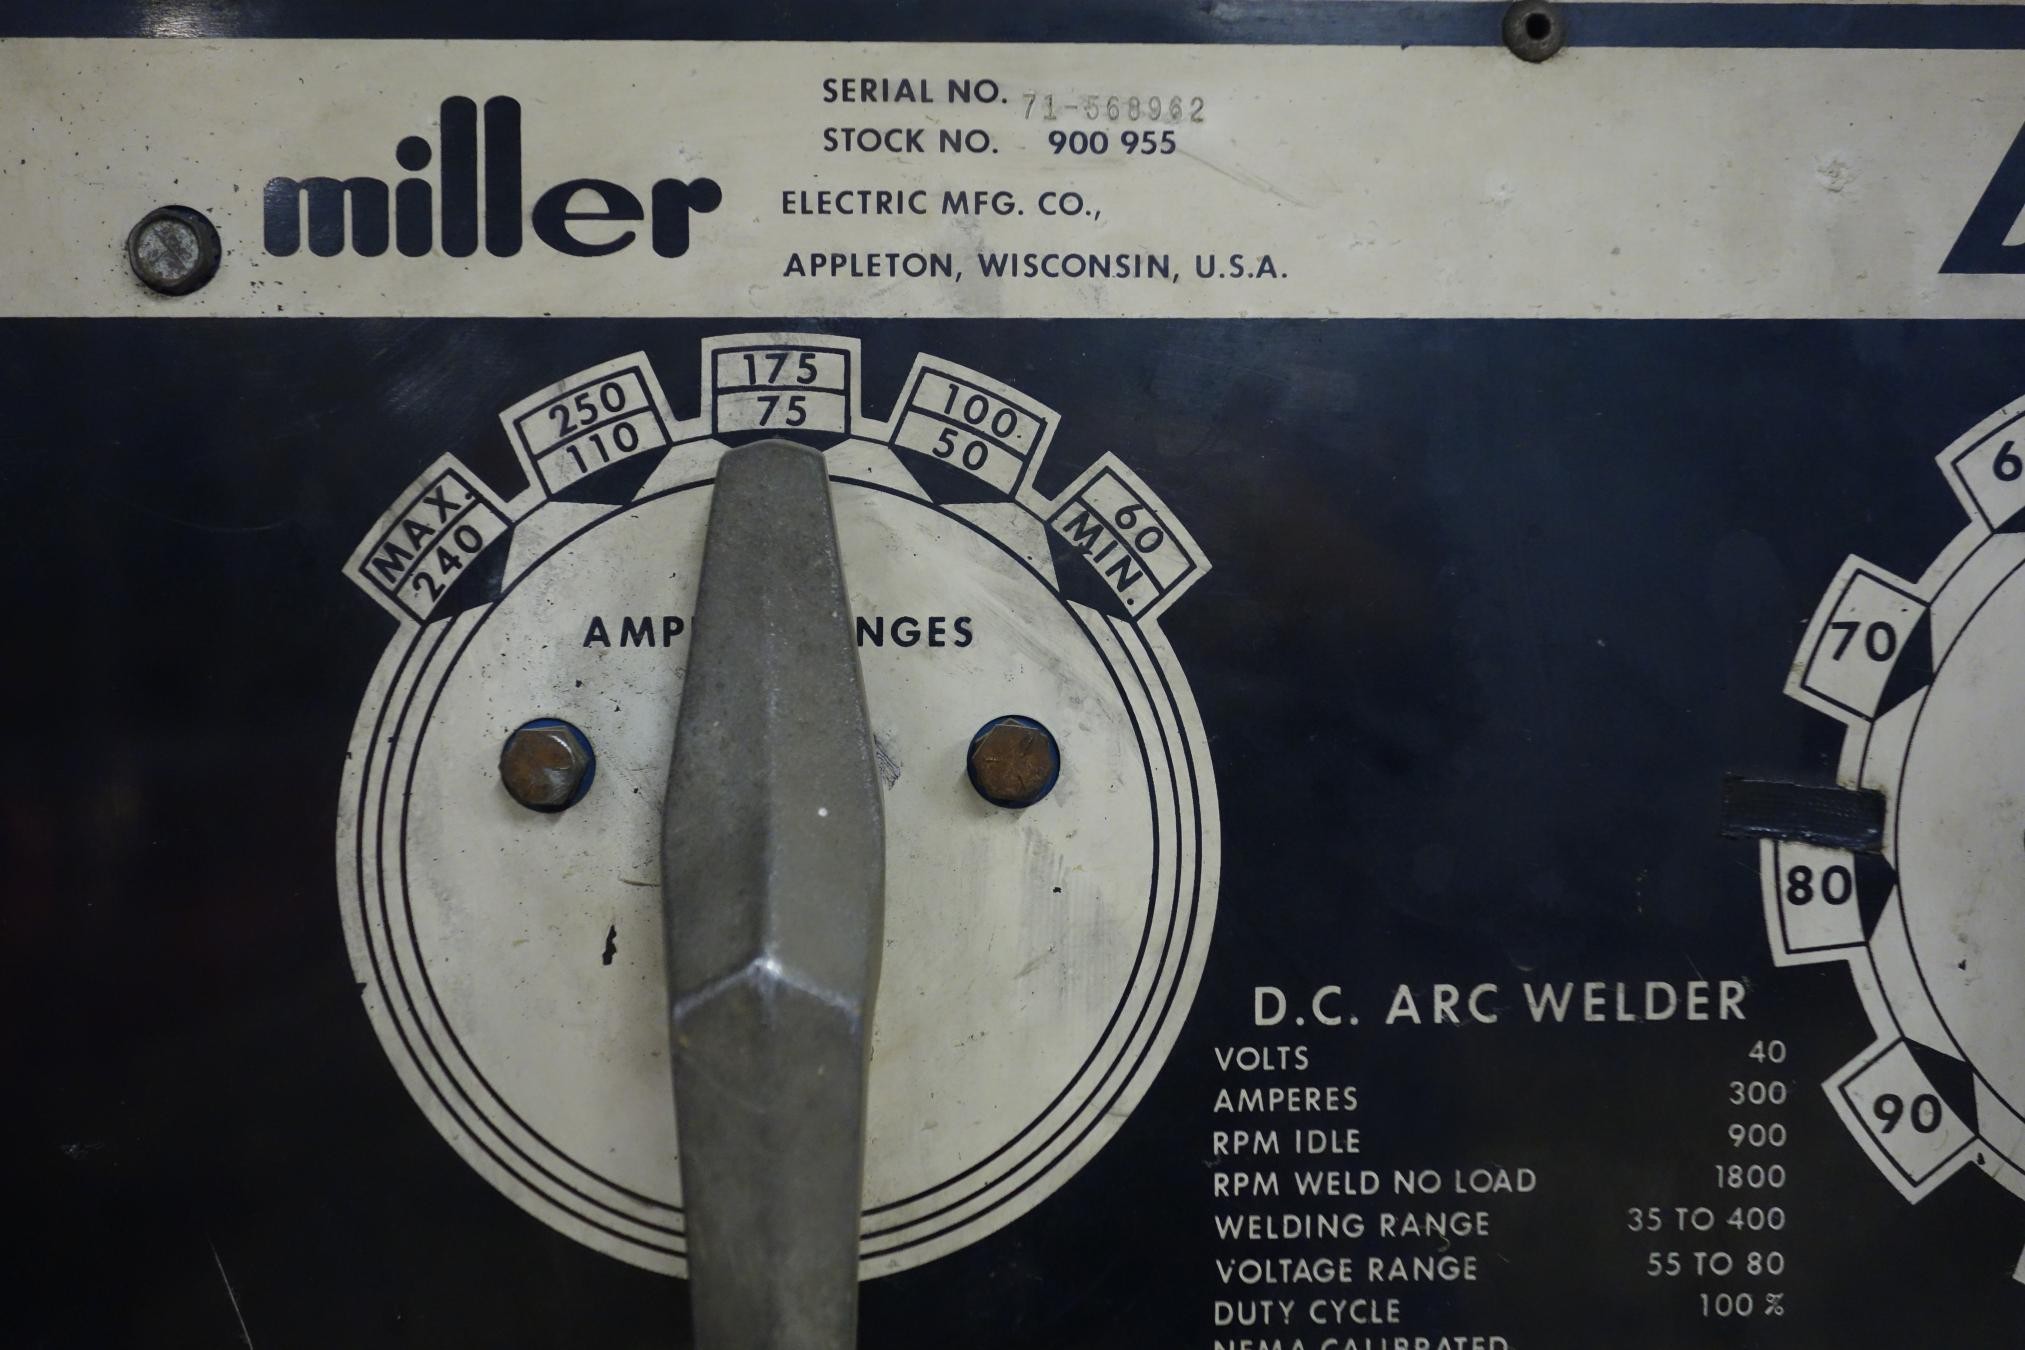 miller
SERIAL NO. 71-568962
STOCK NO. 900 955
ELECTRIC MFG. CO.,
APPLETON, WISCONSIN, U.S.A.
MAX.
240
250
110
175
75
100
50
60
MIN.
70
80
90
D.C. ARC WELDER
VOLTS 40
AMPERES 300
RPM IDLE 900
RPM WELD NO LOAD 1800
WELDING RANGE 35 TO 400
VOLTAGE RANGE 55 TO 80
DUTY CYCLE 100 %
NEMA CALIBRATED